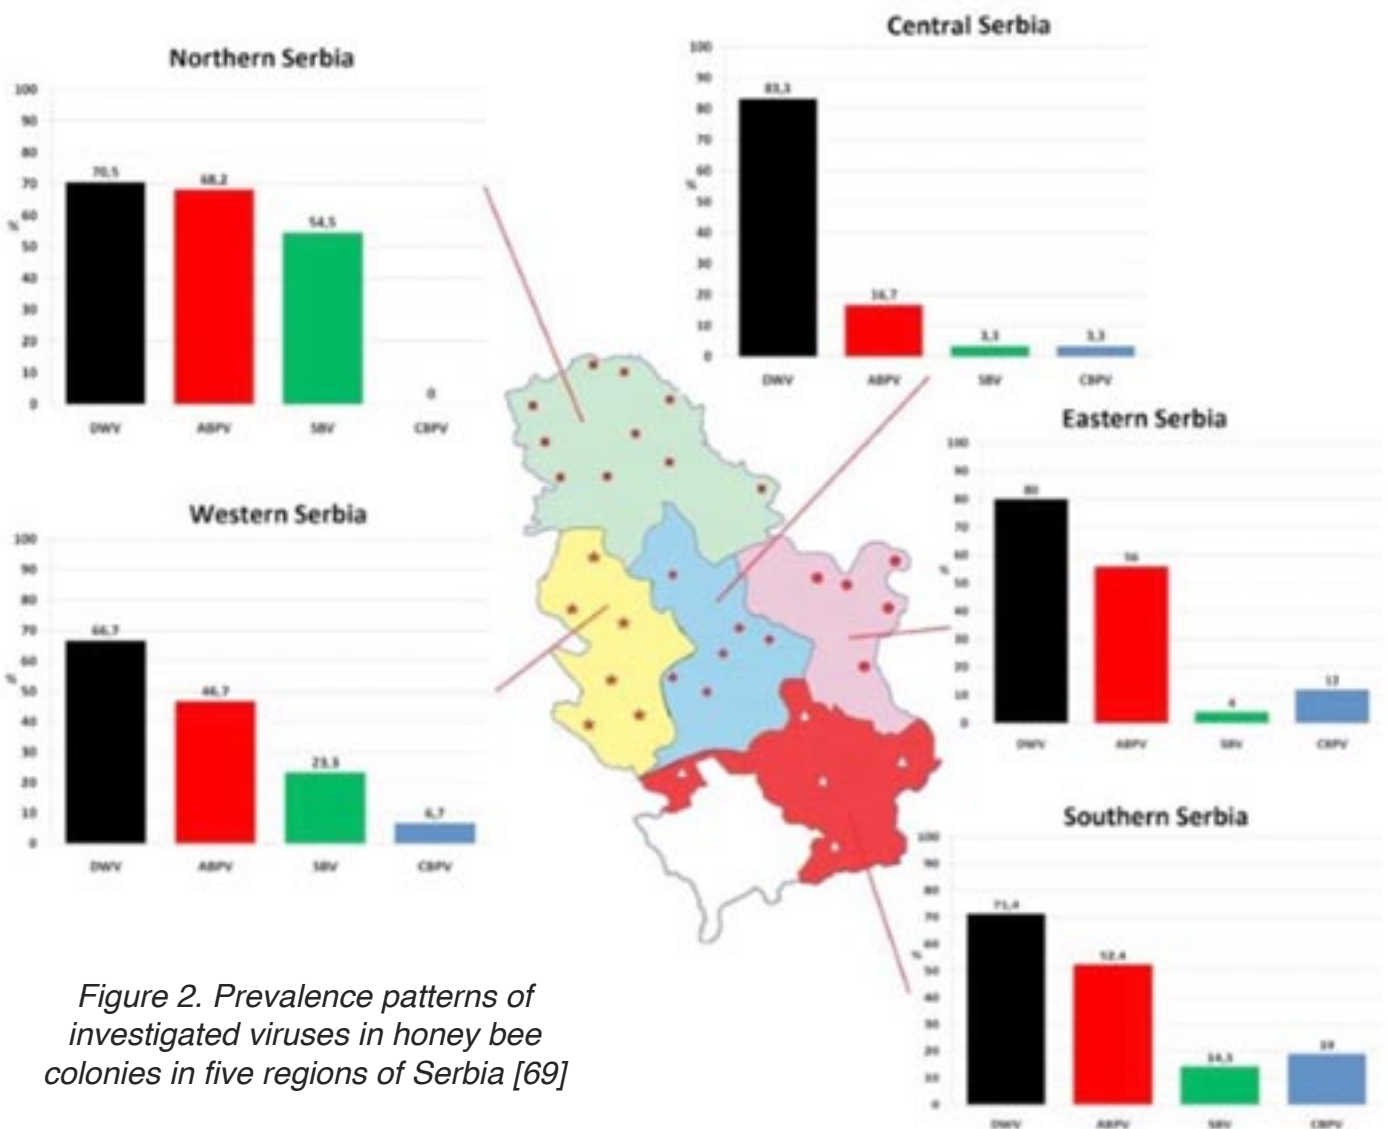 Northern Serbia
100
90
80
70
60
50
40
30
20
10
0
%
70,5
68,2
54,5
0
DWV
ABPV
SBV
CBPV
Central Serbia
100
90
80
70
60
50
40
30
20
10
0
%
83,3
16,7
3,3
3,3
DWV
ABPV
SBV
CBPV
Western Serbia
100
90
80
70
60
50
40
30
20
10
0
%
66,7
46,7
23,3
6,7
DWV
ABPV
SBV
CBPV
Eastern Serbia
100
90
80
70
60
50
40
30
20
10
0
%
80
56
4
12
DWV
ABPV
SBV
CBPV
Southern Serbia
100
90
80
70
60
50
40
30
20
10
0
%
71,4
52,4
14,3
19
DWV
ABPV
SBV
CBPV
Figure 2. Prevalence patterns of
investigated viruses in honey bee
colonies in five regions of Serbia [69]